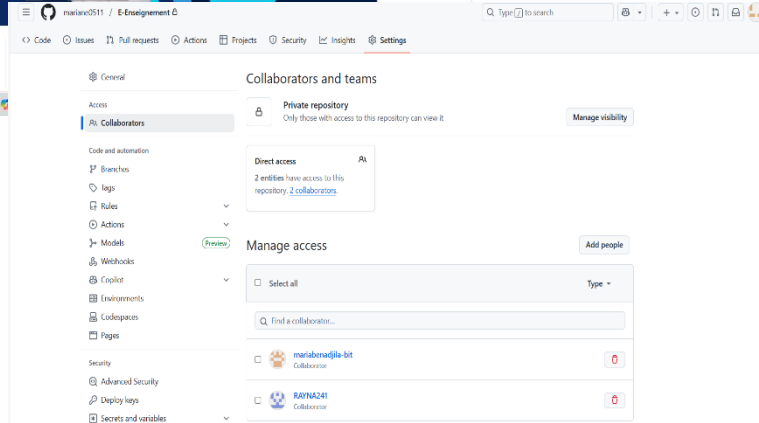 mariane0511 / E-Enseignement
Type / to search
Code Issues Pull requests Actions Projects Security Insights Settings
General
Access
Collaborators
Code and automation
Branches
Tags
Rules
Actions
Models Preview
Webhooks
Copilot
Environments
Codespaces
Pages
Security
Advanced Security
Deploy keys
Secrets and variables
Collaborators and teams
Private repository
Only those with access to this repository can view it
Manage visibility
Direct access
2 entities have access to this
repository. 2 collaborators.
Manage access
Add people
Select all
Type
Find a collaborator...
mariabenadjila-bit
Collaborator
RAYNA241
Collaborator